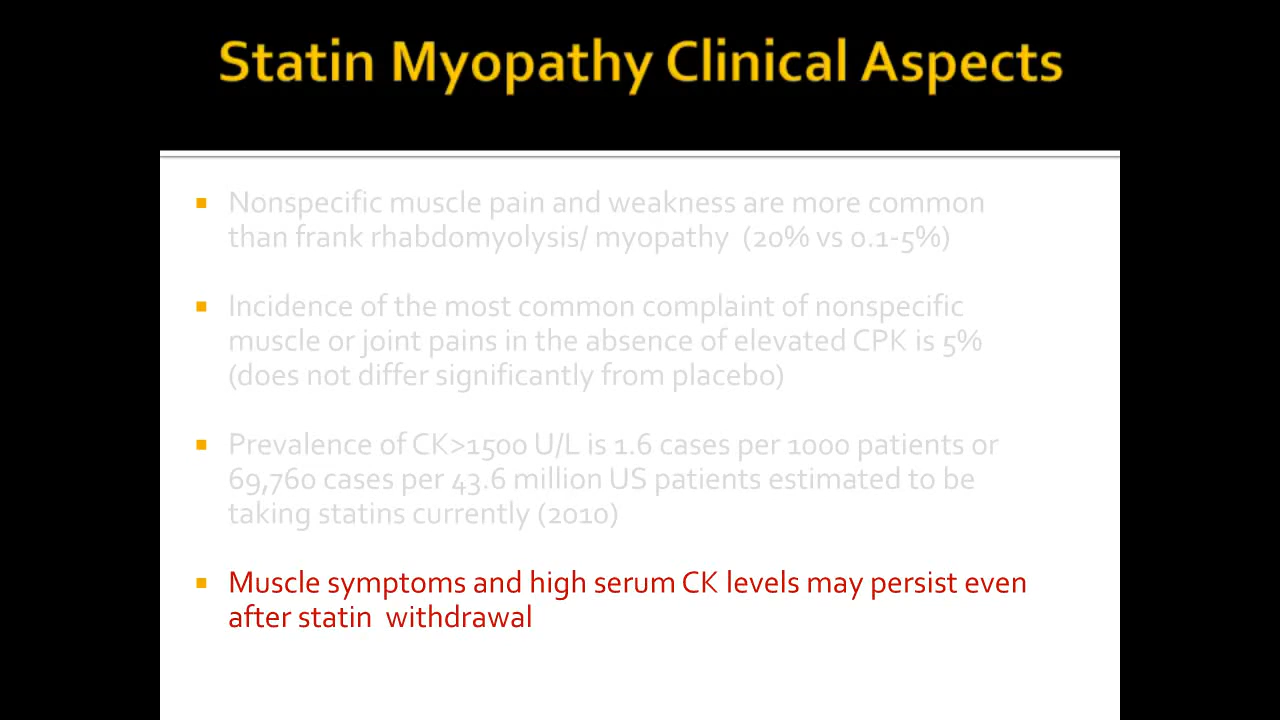 Statin Myopathy Clinical Aspects
Nonspecific muscle pain and weakness are more common
than frank rhabdomyolysis/ myopathy (20% vs 0.1-5%)
Incidence of the most common complaint of nonspecific
muscle or joint pains in the absence of elevated CPK is 5%
(does not differ significantly from placebo)
Prevalence of CK>1500 U/L is 1.6 cases per 1000 patients or
69,760 cases per 43.6 million US patients estimated to be
taking statins currently (2010)
Muscle symptoms and high serum CK levels may persist even
after statin withdrawal